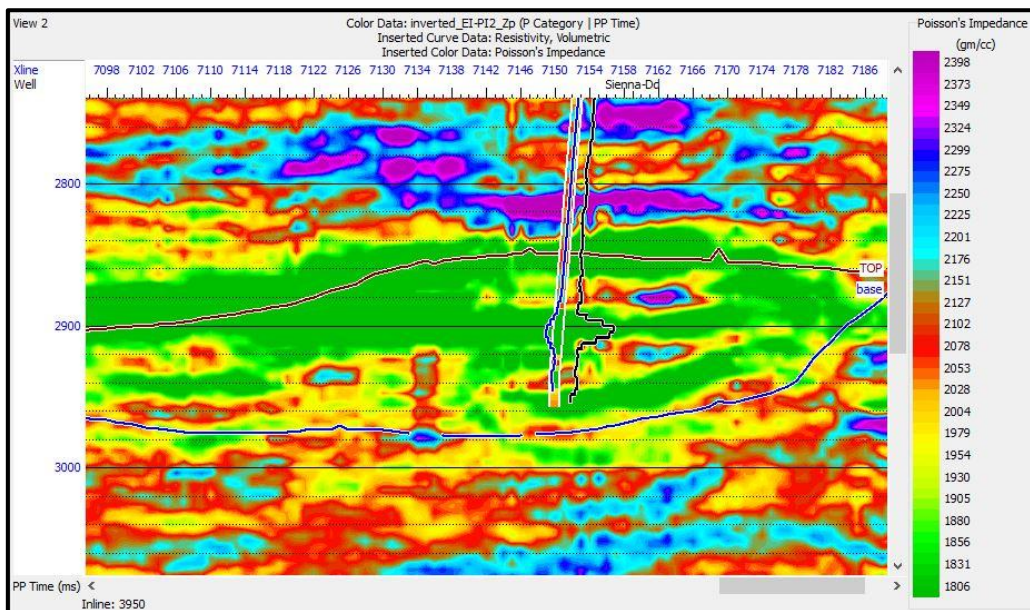 View 2
Color Data: inverted_EI-PI2_Zp (P Category | PP Time)
Inserted Curve Data: Resistivity, Volumetric
Inserted Color Data: Poisson's Impedance
Poisson's Impedance
(gm/cc)
Xline 7098 7102 7106 7110 7114 7118 7122 7126 7130 7134 7138 7142 7146 7150 7154 7158 7162 7166 7170 7174 7178 7182 7186
Well Sienna-Dd
2800
2900
3000
TOP
base
2398
2373
2349
2324
2299
2275
2250
2225
2201
2176
2151
2127
2102
2078
2053
2028
2004
1979
1954
1930
1905
1880
1856
1831
1806
PP Time (ms)
Inline: 3950